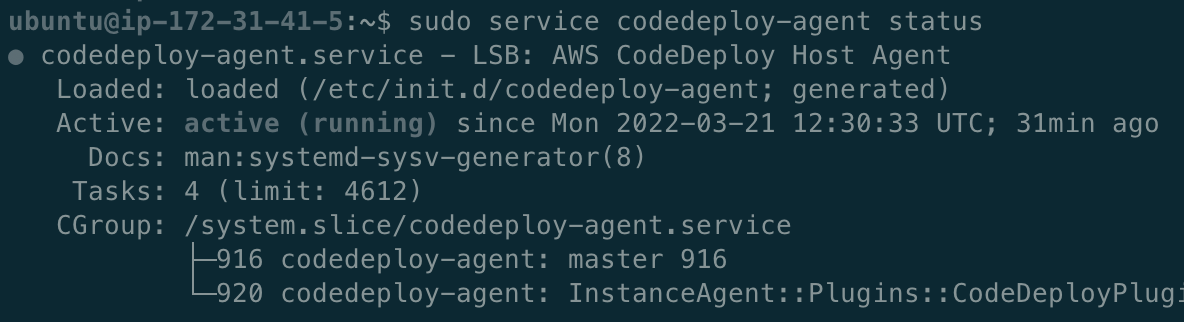 ubuntu@ip-172-31-41-5:~$ sudo service codedeploy-agent status
● codedeploy-agent.service - LSB: AWS CodeDeploy Host Agent
   Loaded: loaded (/etc/init.d/codedeploy-agent; generated)
   Active: active (running) since Mon 2022-03-21 12:30:33 UTC; 31min ago
     Docs: man:systemd-sysv-generator(8)
    Tasks: 4 (limit: 4612)
   CGroup: /system.slice/codedeploy-agent.service
           ├─916 codedeploy-agent: master 916
           └─920 codedeploy-agent: InstanceAgent::Plugins::CodeDeployPlugi